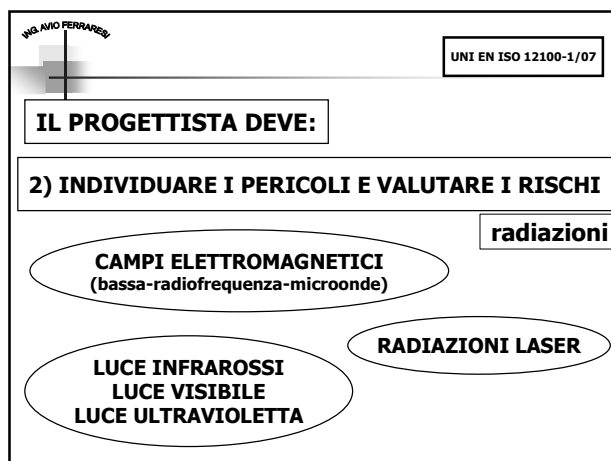 ING. AVIO FERRARESI
UNI EN ISO 12100-1/07
IL PROGETTISTA DEVE:
2) INDIVIDUARE I PERICOLI E VALUTARE I RISCHI
radiazioni
CAMPI ELETTROMAGNETICI
(bassa-radiofrequenza-microonde)
RADIAZIONI LASER
LUCE INFRAROSSI
LUCE VISIBILE
LUCE ULTRAVIOLETTA